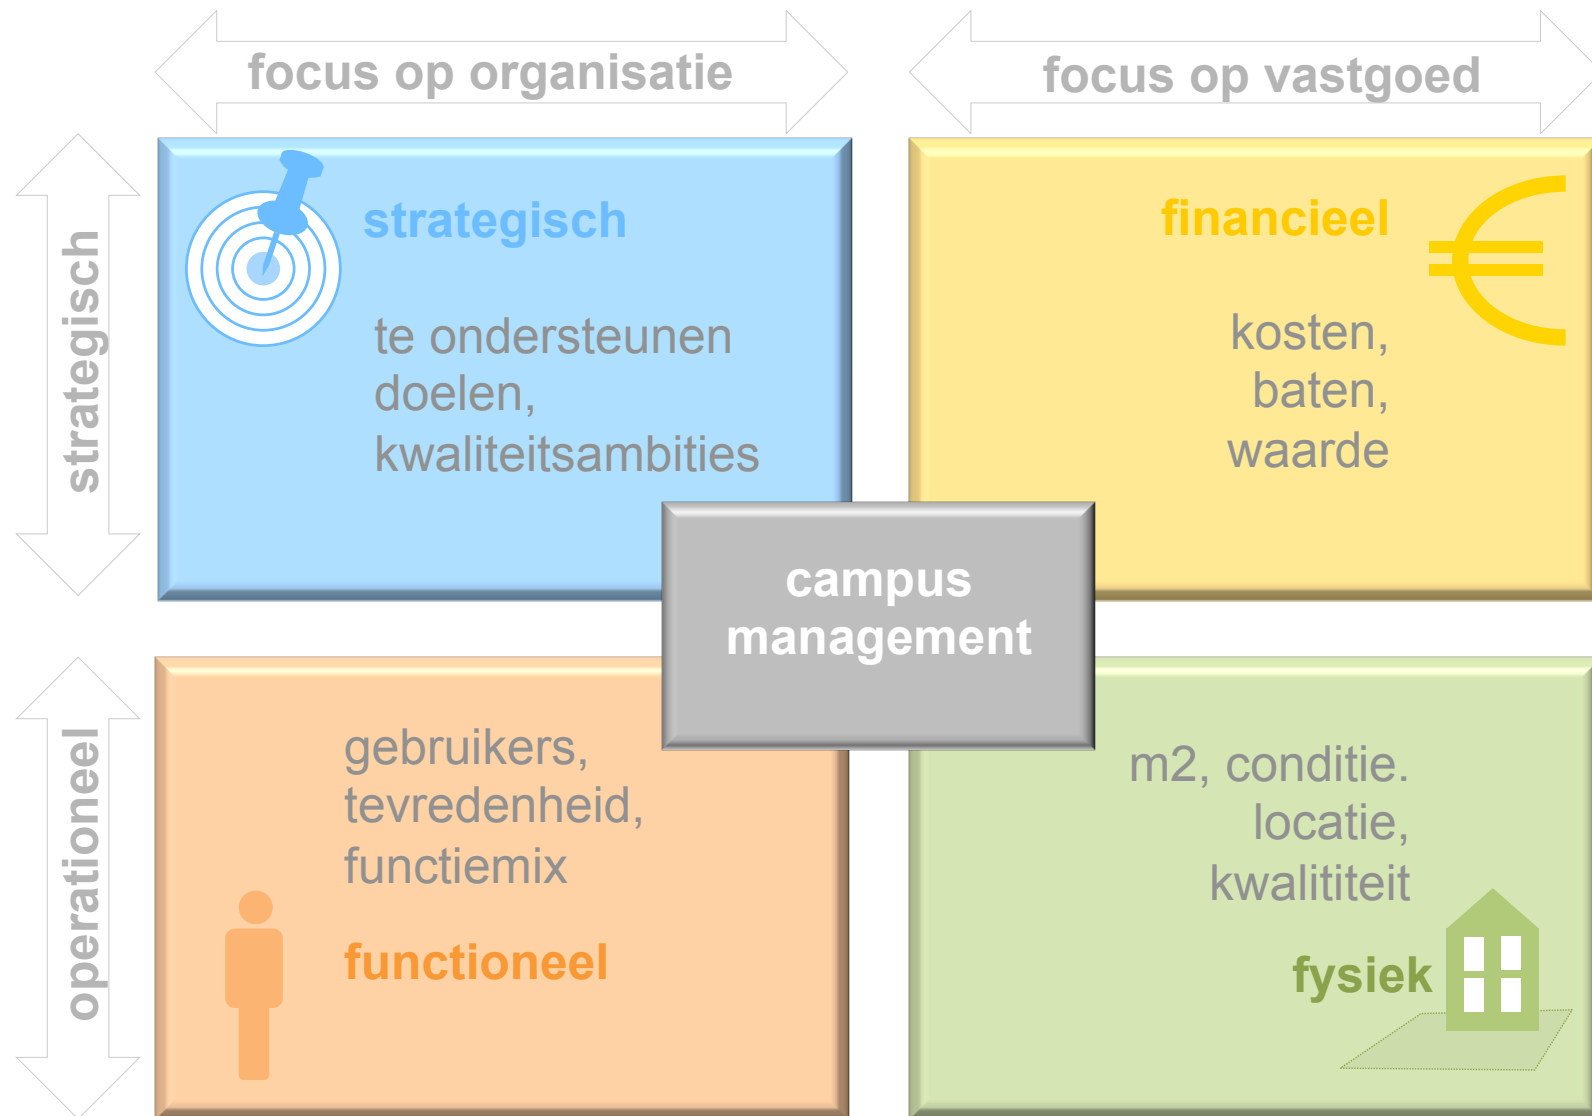 focus op organisatie
focus op vastgoed
strategisch
strategisch
te ondersteunen
doelen,
kwaliteitsambities
financieel
kosten,
baten,
waarde
campus
management
operationeel
gebruikers,
tevredenheid,
functiemix
functioneel
m2, conditie.
locatie,
kwalititeit
fysiek